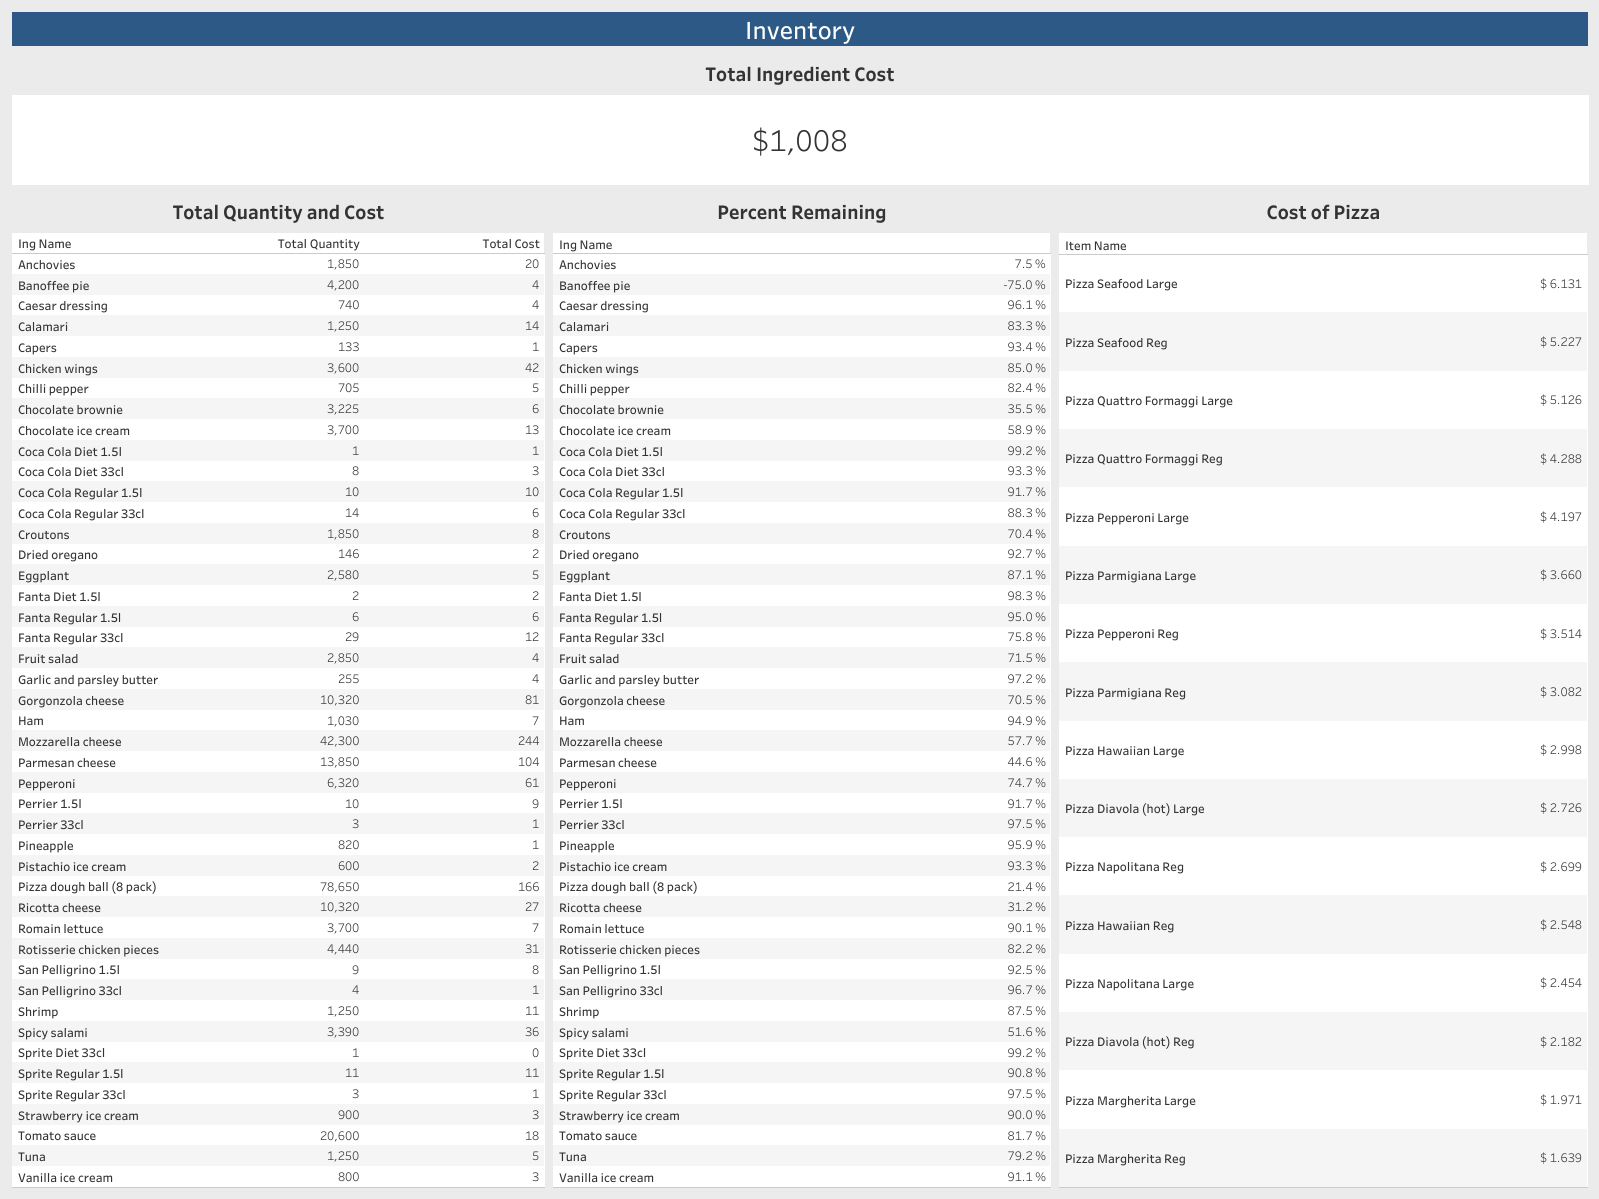 Inventory
Total Ingredient Cost
$1,008
Total Quantity and Cost
Ing Name Total Quantity Total Cost
Anchovies 1,850 20
Banoffee pie 4,200 4
Caesar dressing 740 4
Calamari 1,250 14
Capers 133 1
Chicken wings 3,600 42
Chilli pepper 705 5
Chocolate brownie 3,225 6
Chocolate ice cream 3,700 13
Coca Cola Diet 1.5l 1 1
Coca Cola Diet 33cl 8 3
Coca Cola Regular 1.5l 10 10
Coca Cola Regular 33cl 14 6
Croutons 1,850 8
Dried oregano 146 2
Eggplant 2,580 5
Fanta Diet 1.5l 2 2
Fanta Regular 1.5l 6 6
Fanta Regular 33cl 29 12
Fruit salad 2,850 4
Garlic and parsley butter 255 4
Gorgonzola cheese 10,320 81
Ham 1,030 7
Mozzarella cheese 42,300 244
Parmesan cheese 13,850 104
Pepperoni 6,320 61
Perrier 1.5l 10 9
Perrier 33cl 3 1
Pineapple 820 1
Pistachio ice cream 600 2
Pizza dough ball (8 pack) 78,650 166
Ricotta cheese 10,320 27
Romain lettuce 3,700 7
Rotisserie chicken pieces 4,440 31
San Pelligrino 1.5l 9 8
San Pelligrino 33cl 4 1
Shrimp 1,250 11
Spicy salami 3,390 36
Sprite Diet 33cl 1 0
Sprite Regular 1.5l 11 11
Sprite Regular 33cl 3 1
Strawberry ice cream 900 3
Tomato sauce 20,600 18
Tuna 1,250 5
Vanilla ice cream 800 3
Percent Remaining
Ing Name
Anchovies 7.5 %
Banoffee pie -75.0 %
Caesar dressing 96.1 %
Calamari 83.3 %
Capers 93.4 %
Chicken wings 85.0 %
Chilli pepper 82.4 %
Chocolate brownie 35.5 %
Chocolate ice cream 58.9 %
Coca Cola Diet 1.5l 99.2 %
Coca Cola Diet 33cl 93.3 %
Coca Cola Regular 1.5l 91.7 %
Coca Cola Regular 33cl 88.3 %
Croutons 70.4 %
Dried oregano 92.7 %
Eggplant 87.1 %
Fanta Diet 1.5l 98.3 %
Fanta Regular 1.5l 95.0 %
Fanta Regular 33cl 75.8 %
Fruit salad 71.5 %
Garlic and parsley butter 97.2 %
Gorgonzola cheese 70.5 %
Ham 94.9 %
Mozzarella cheese 57.7 %
Parmesan cheese 44.6 %
Pepperoni 74.7 %
Perrier 1.5l 91.7 %
Perrier 33cl 97.5 %
Pineapple 95.9 %
Pistachio ice cream 93.3 %
Pizza dough ball (8 pack) 21.4 %
Ricotta cheese 31.2 %
Romain lettuce 90.1 %
Rotisserie chicken pieces 82.2 %
San Pelligrino 1.5l 92.5 %
San Pelligrino 33cl 96.7 %
Shrimp 87.5 %
Spicy salami 51.6 %
Sprite Diet 33cl 99.2 %
Sprite Regular 1.5l 90.8 %
Sprite Regular 33cl 97.5 %
Strawberry ice cream 90.0 %
Tomato sauce 81.7 %
Tuna 79.2 %
Vanilla ice cream 91.1 %
Cost of Pizza
Item Name
Pizza Seafood Large $ 6.131
Pizza Seafood Reg $ 5.227
Pizza Quattro Formaggi Large $ 5.126
Pizza Quattro Formaggi Reg $ 4.288
Pizza Pepperoni Large $ 4.197
Pizza Parmigiana Large $ 3.660
Pizza Pepperoni Reg $ 3.514
Pizza Parmigiana Reg $ 3.082
Pizza Hawaiian Large $ 2.998
Pizza Diavola (hot) Large $ 2.726
Pizza Napolitana Reg $ 2.699
Pizza Hawaiian Reg $ 2.548
Pizza Napolitana Large $ 2.454
Pizza Diavola (hot) Reg $ 2.182
Pizza Margherita Large $ 1.971
Pizza Margherita Reg $ 1.639